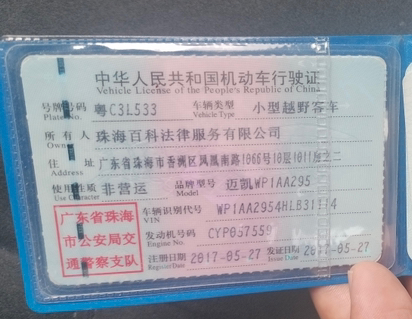 中华人民共和国机动车行驶证
Vehicle License of the People's Republic of China
号牌号码 粤C3L533 车辆类型 小型越野客车
Plate No. Vehicle Type
所有人 珠海百科法律服务有限公司
Owner
住址 广东省珠海市香洲区凤凰南路1066号10层1011房之二
Address
使用性质 非营运 品牌型号 迈凯WP1AA295
Use Character Model
广东省珠海
市公安局交
通警察支队
车辆识别代号
VIN
发动机号码 CYP057559
Engine No.
注册日期 2017-05-27 发证日期 2017-05-27
Register Date Issue Date